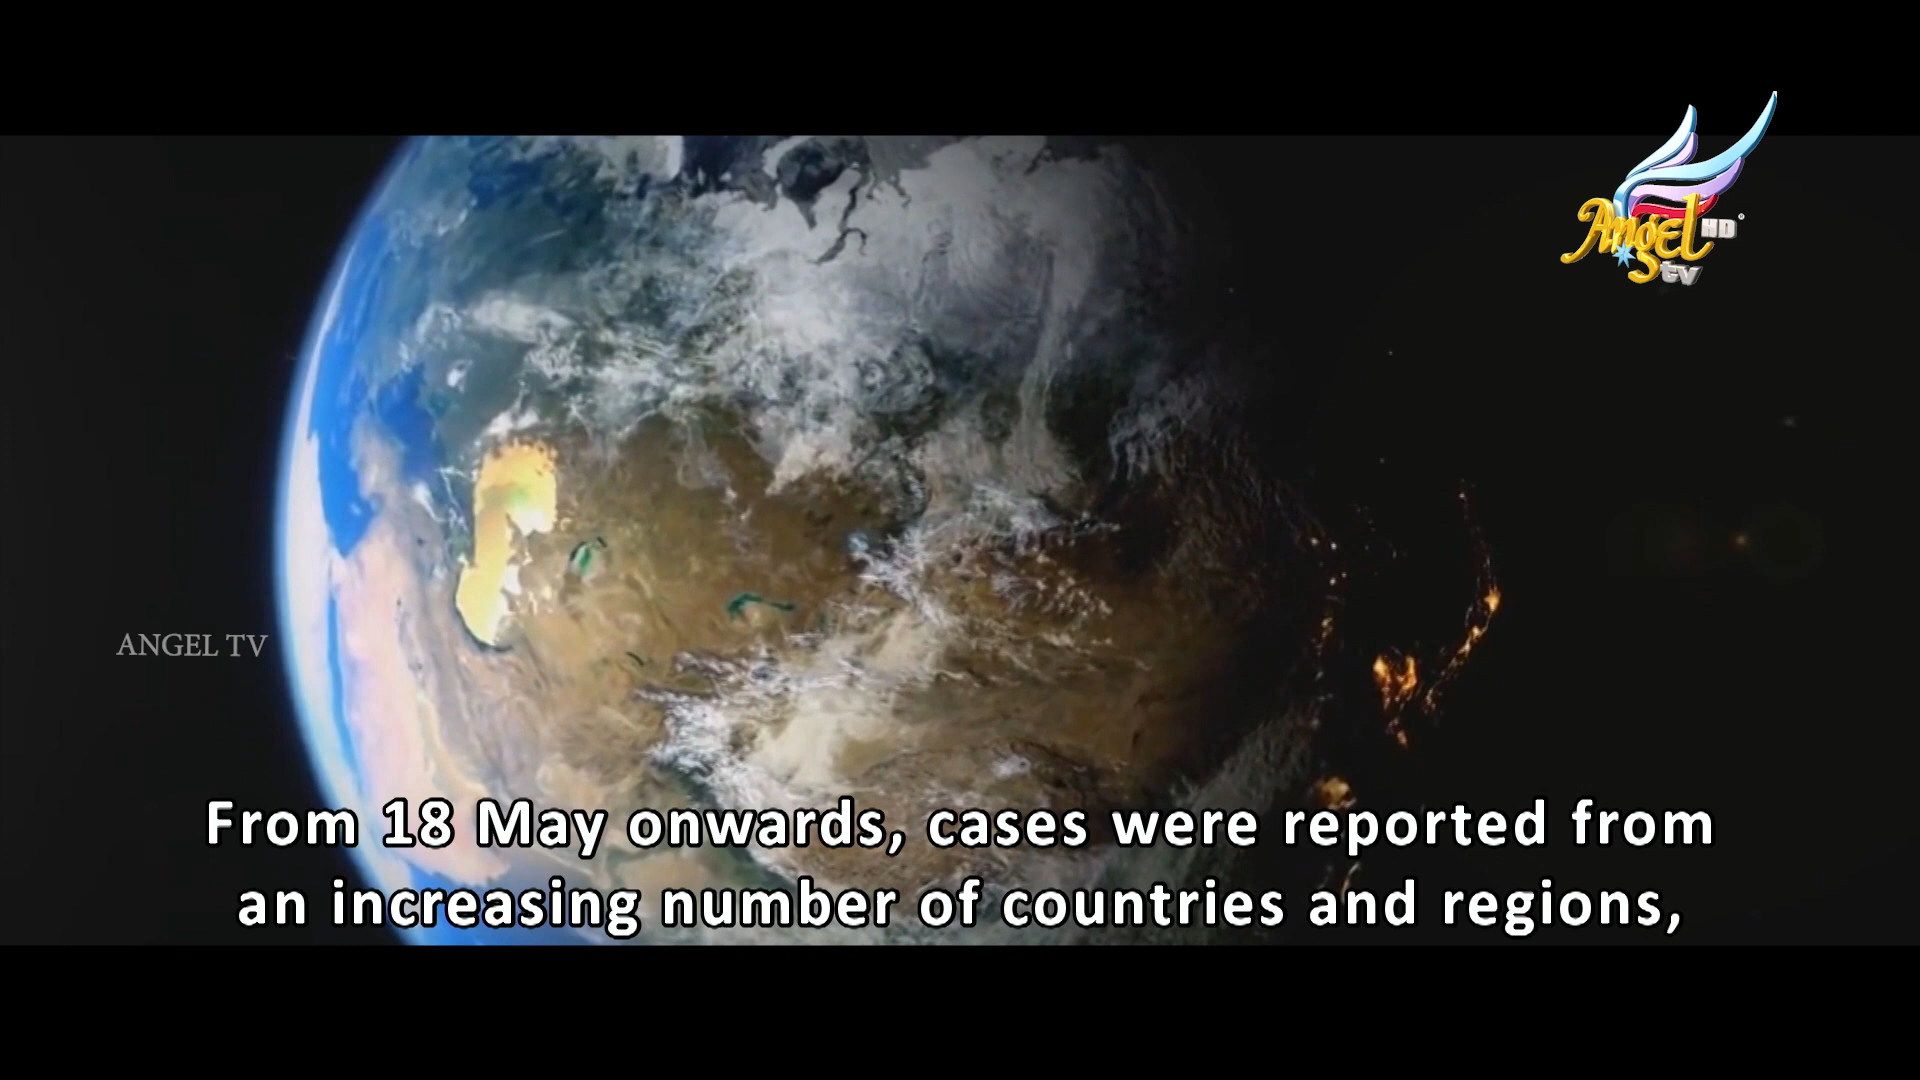 Angel HD
tv
ANGEL TV
From 18 May onwards, cases were reported from
an increasing number of countries and regions,